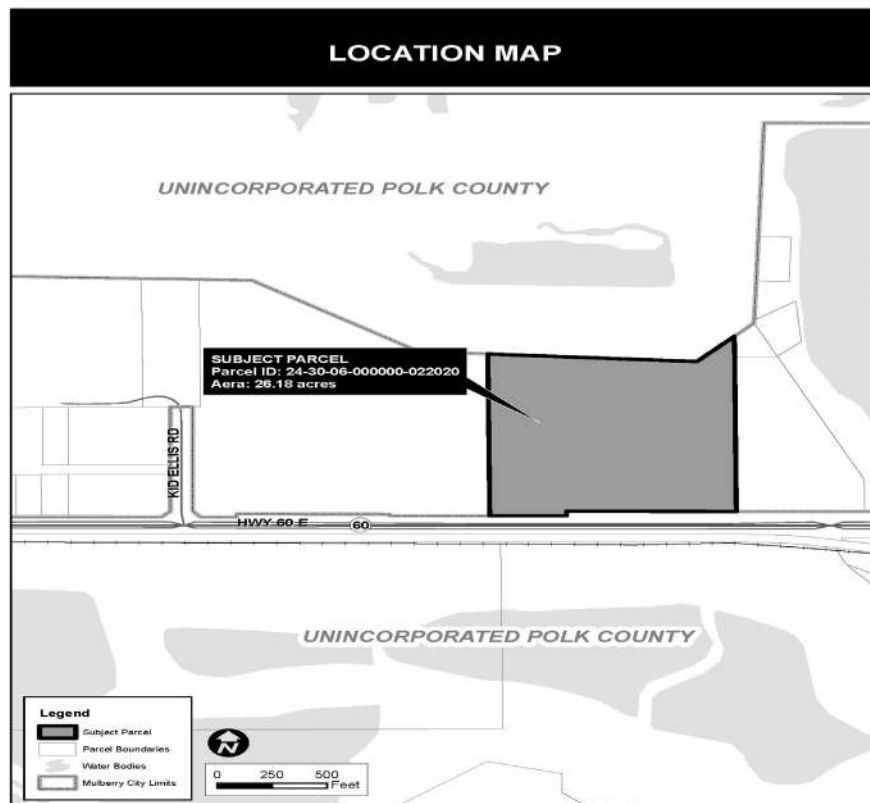 LOCATION MAP
UNINCORPORATED POLK COUNTY
SUBJECT PARCEL
Parcel ID: 24-30-06-000000-022020
Aera: 26.18 acres
KID ELLIS RD
HWY 60 E
60
UNINCORPORATED POLK COUNTY
Legend
Subject Parcel
Parcel Boundaries
Water Bodies
Mulberry City Limits
N
0 250 500
Feet